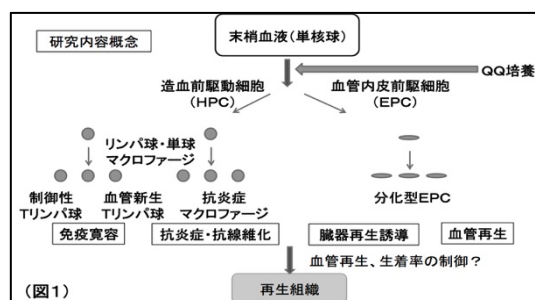 研究内容概念
末梢血液(単核球)
QQ培養
造血前駆動細胞
(HPC)
血管内皮前駆細胞
(EPC)
リンパ球・単球
マクロファージ
制御性
Tリンパ球
血管新生
Tリンパ球
抗炎症
マクロファージ
分化型EPC
免疫寛容
抗炎症・抗線維化
臓器再生誘導
血管再生
血管再生、生着率の制御?
再生組織
(図1)